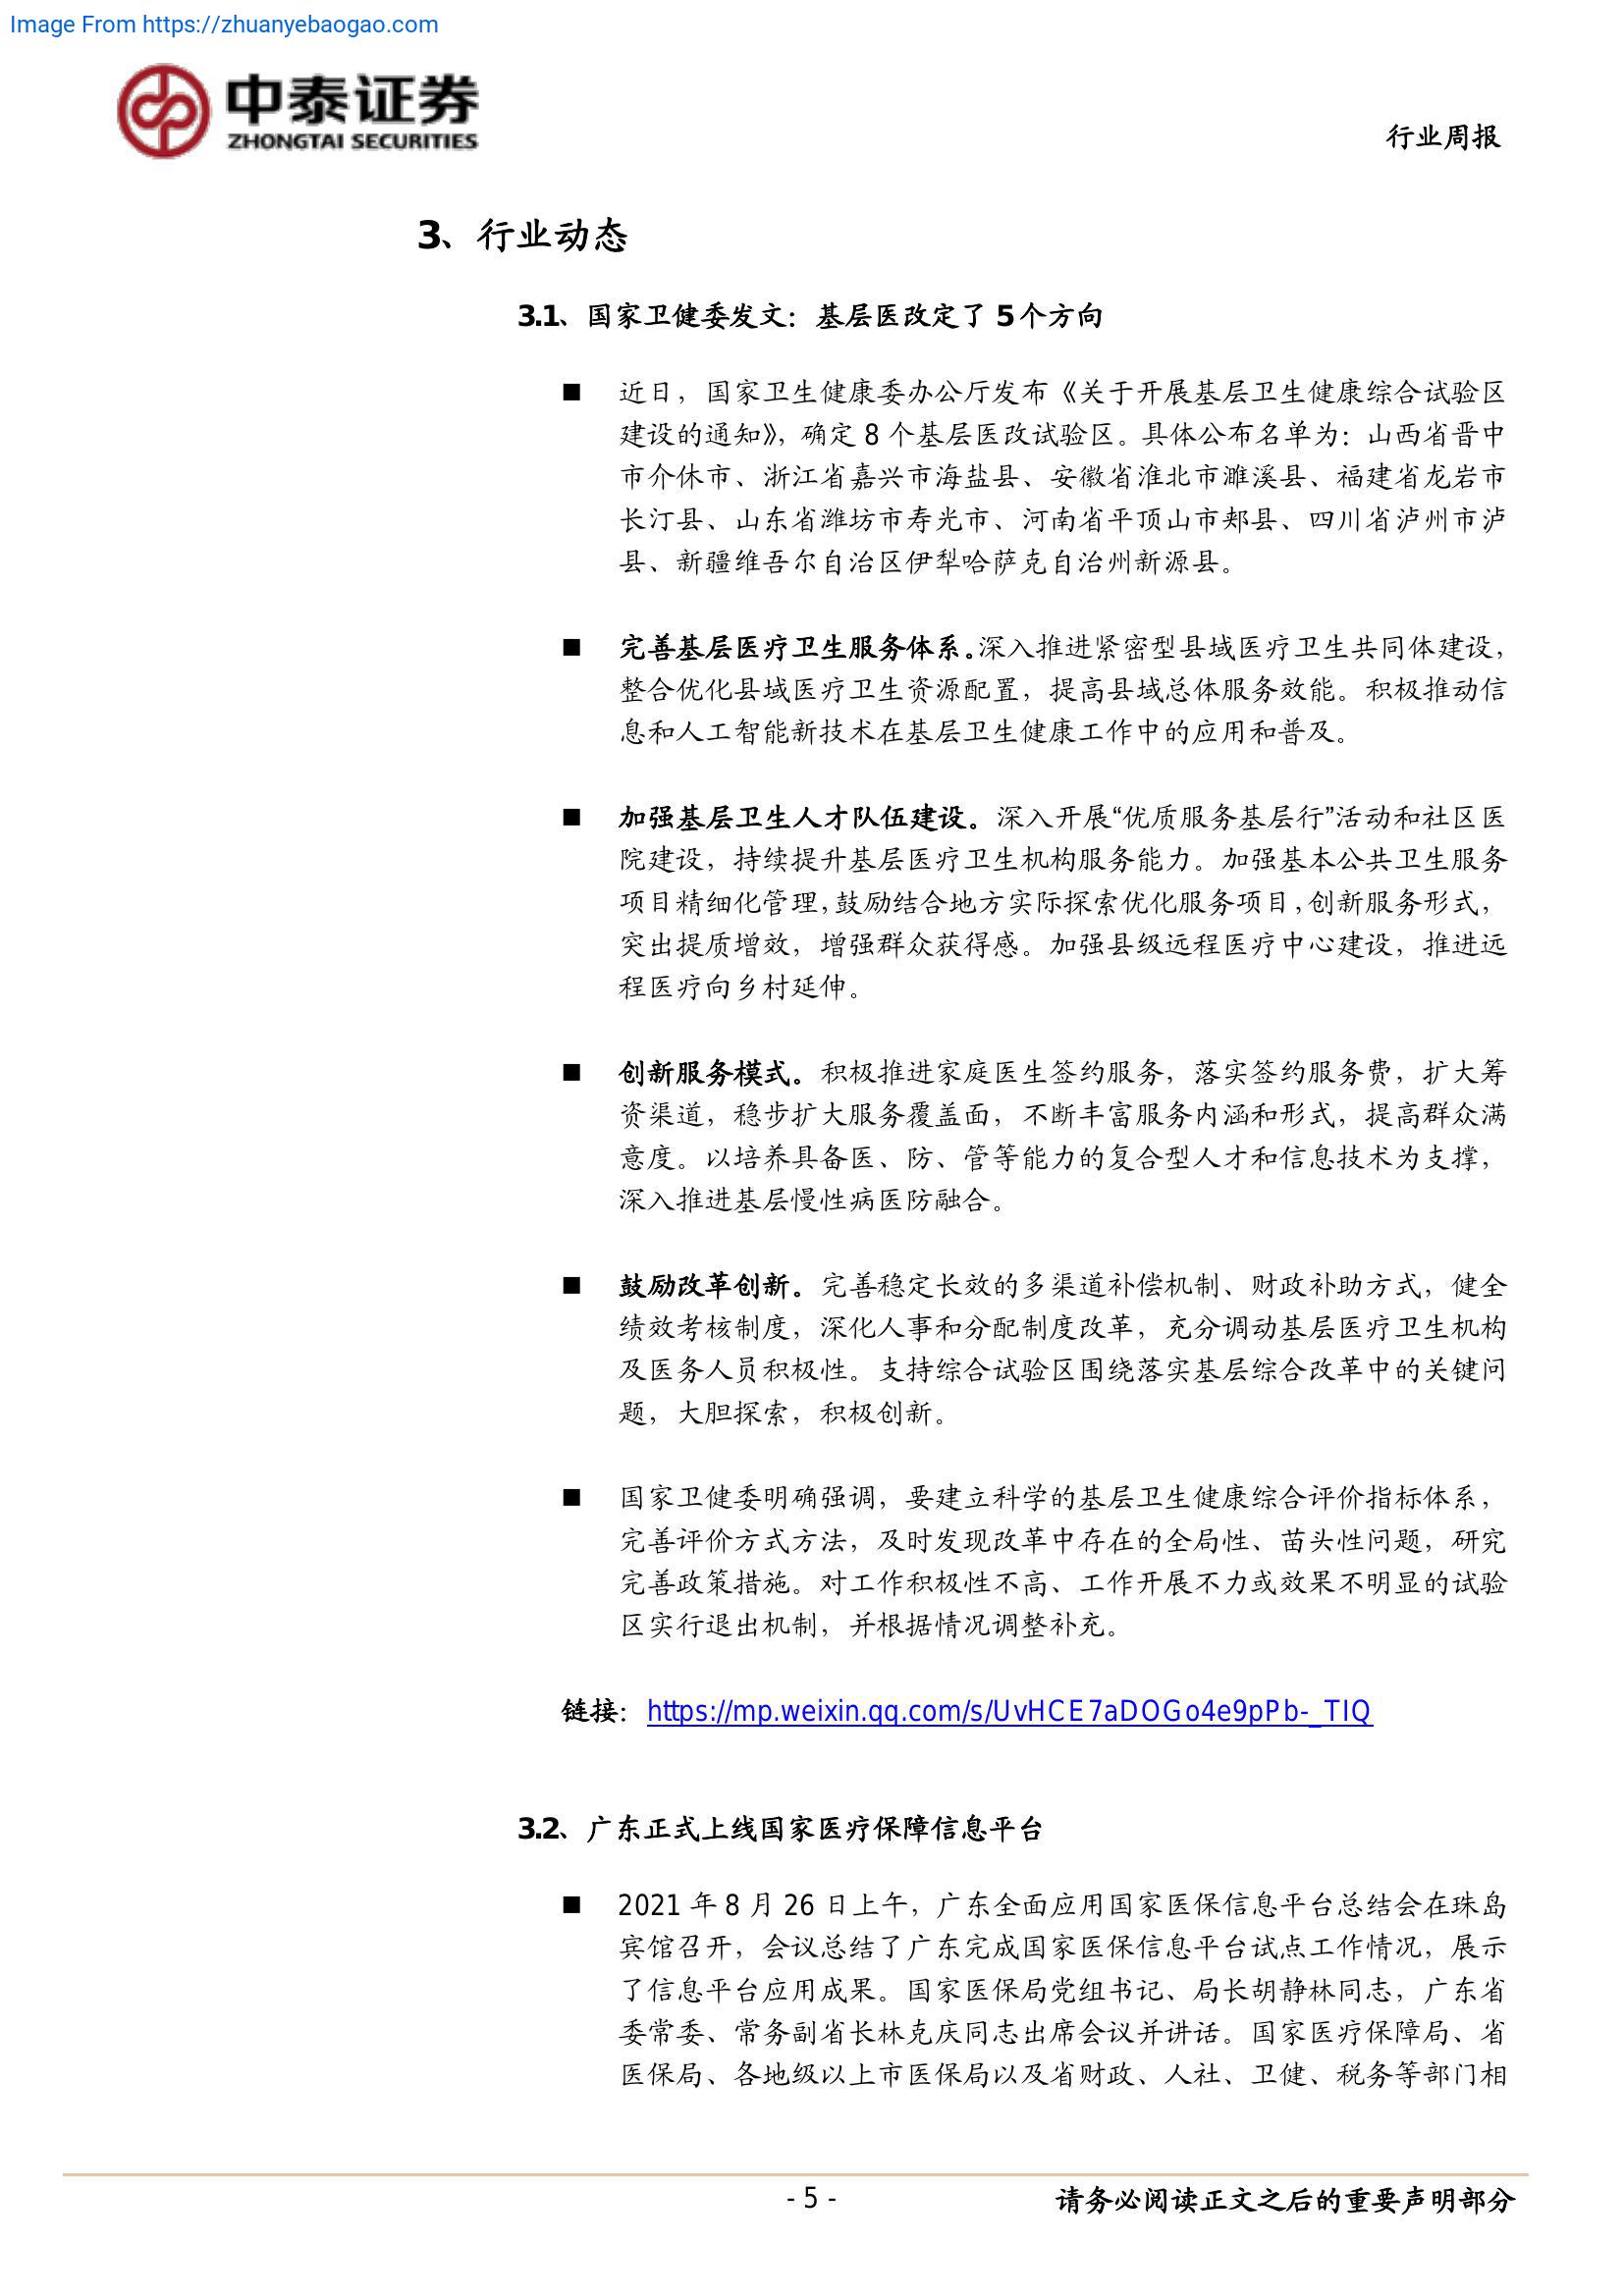 Image From https://zhuanyebaogao.com
中泰证券
ZHONGTAI SECURITIES
行业周报
3、行业动态
3.1、国家卫健委发文：基层医改定了 5 个方向
■ 近日，国家卫生健康委办公厅发布《关于开展基层卫生健康综合试验区
建设的通知》，确定 8 个基层医改试验区。具体公布名单为：山西省晋中
市介休市、浙江省嘉兴市海盐县、安徽省淮北市濉溪县、福建省龙岩市
长汀县、山东省潍坊市寿光市、河南省平顶山市郏县、四川省泸州市泸
县、新疆维吾尔自治区伊犁哈萨克自治州新源县。
■ 完善基层医疗卫生服务体系。深入推进紧密型县域医疗卫生共同体建设，
整合优化县域医疗卫生资源配置，提高县域总体服务效能。积极推动信
息和人工智能新技术在基层卫生健康工作中的应用和普及。
■ 加强基层卫生人才队伍建设。深入开展“优质服务基层行”活动和社区医
院建设，持续提升基层医疗卫生机构服务能力。加强基本公共卫生服务
项目精细化管理，鼓励结合地方实际探索优化服务项目，创新服务形式，
突出提质增效，增强群众获得感。加强县级远程医疗中心建设，推进远
程医疗向乡村延伸。
■ 创新服务模式。积极推进家庭医生签约服务，落实签约服务费，扩大筹
资渠道，稳步扩大服务覆盖面，不断丰富服务内涵和形式，提高群众满
意度。以培养具备医、防、管等能力的复合型人才和信息技术为支撑，
深入推进基层慢性病医防融合。
■ 鼓励改革创新。完善稳定长效的多渠道补偿机制、财政补助方式，健全
绩效考核制度，深化人事和分配制度改革，充分调动基层医疗卫生机构
及医务人员积极性。支持综合试验区围绕落实基层综合改革中的关键问
题，大胆探索，积极创新。
■ 国家卫健委明确强调，要建立科学的基层卫生健康综合评价指标体系，
完善评价方式方法，及时发现改革中存在的全局性、苗头性问题，研究
完善政策措施。对工作积极性不高、工作开展不力或效果不明显的试验
区实行退出机制，并根据情况调整补充。
链接：https://mp.weixin.qq.com/s/UvHCE7aDOGo4e9pPb-_TIQ
3.2、广东正式上线国家医疗保障信息平台
■ 2021 年 8 月 26 日上午，广东全面应用国家医保信息平台总结会在珠岛
宾馆召开，会议总结了广东完成国家医保信息平台试点工作情况，展示
了信息平台应用成果。国家医保局党组书记、局长胡静林同志，广东省
委常委、常务副省长林克庆同志出席会议并讲话。国家医疗保障局、省
医保局、各地级以上市医保局以及省财政、人社、卫健、税务等部门相
- 5 -
请务必阅读正文之后的重要声明部分